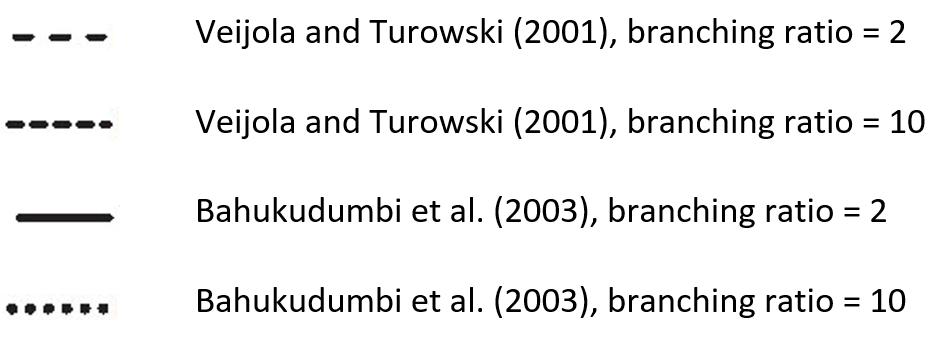 Veijola and Turowski (2001), branching ratio = 2
Veijola and Turowski (2001), branching ratio = 10
Bahukudumbi et al. (2003), branching ratio = 2
Bahukudumbi et al. (2003), branching ratio = 10